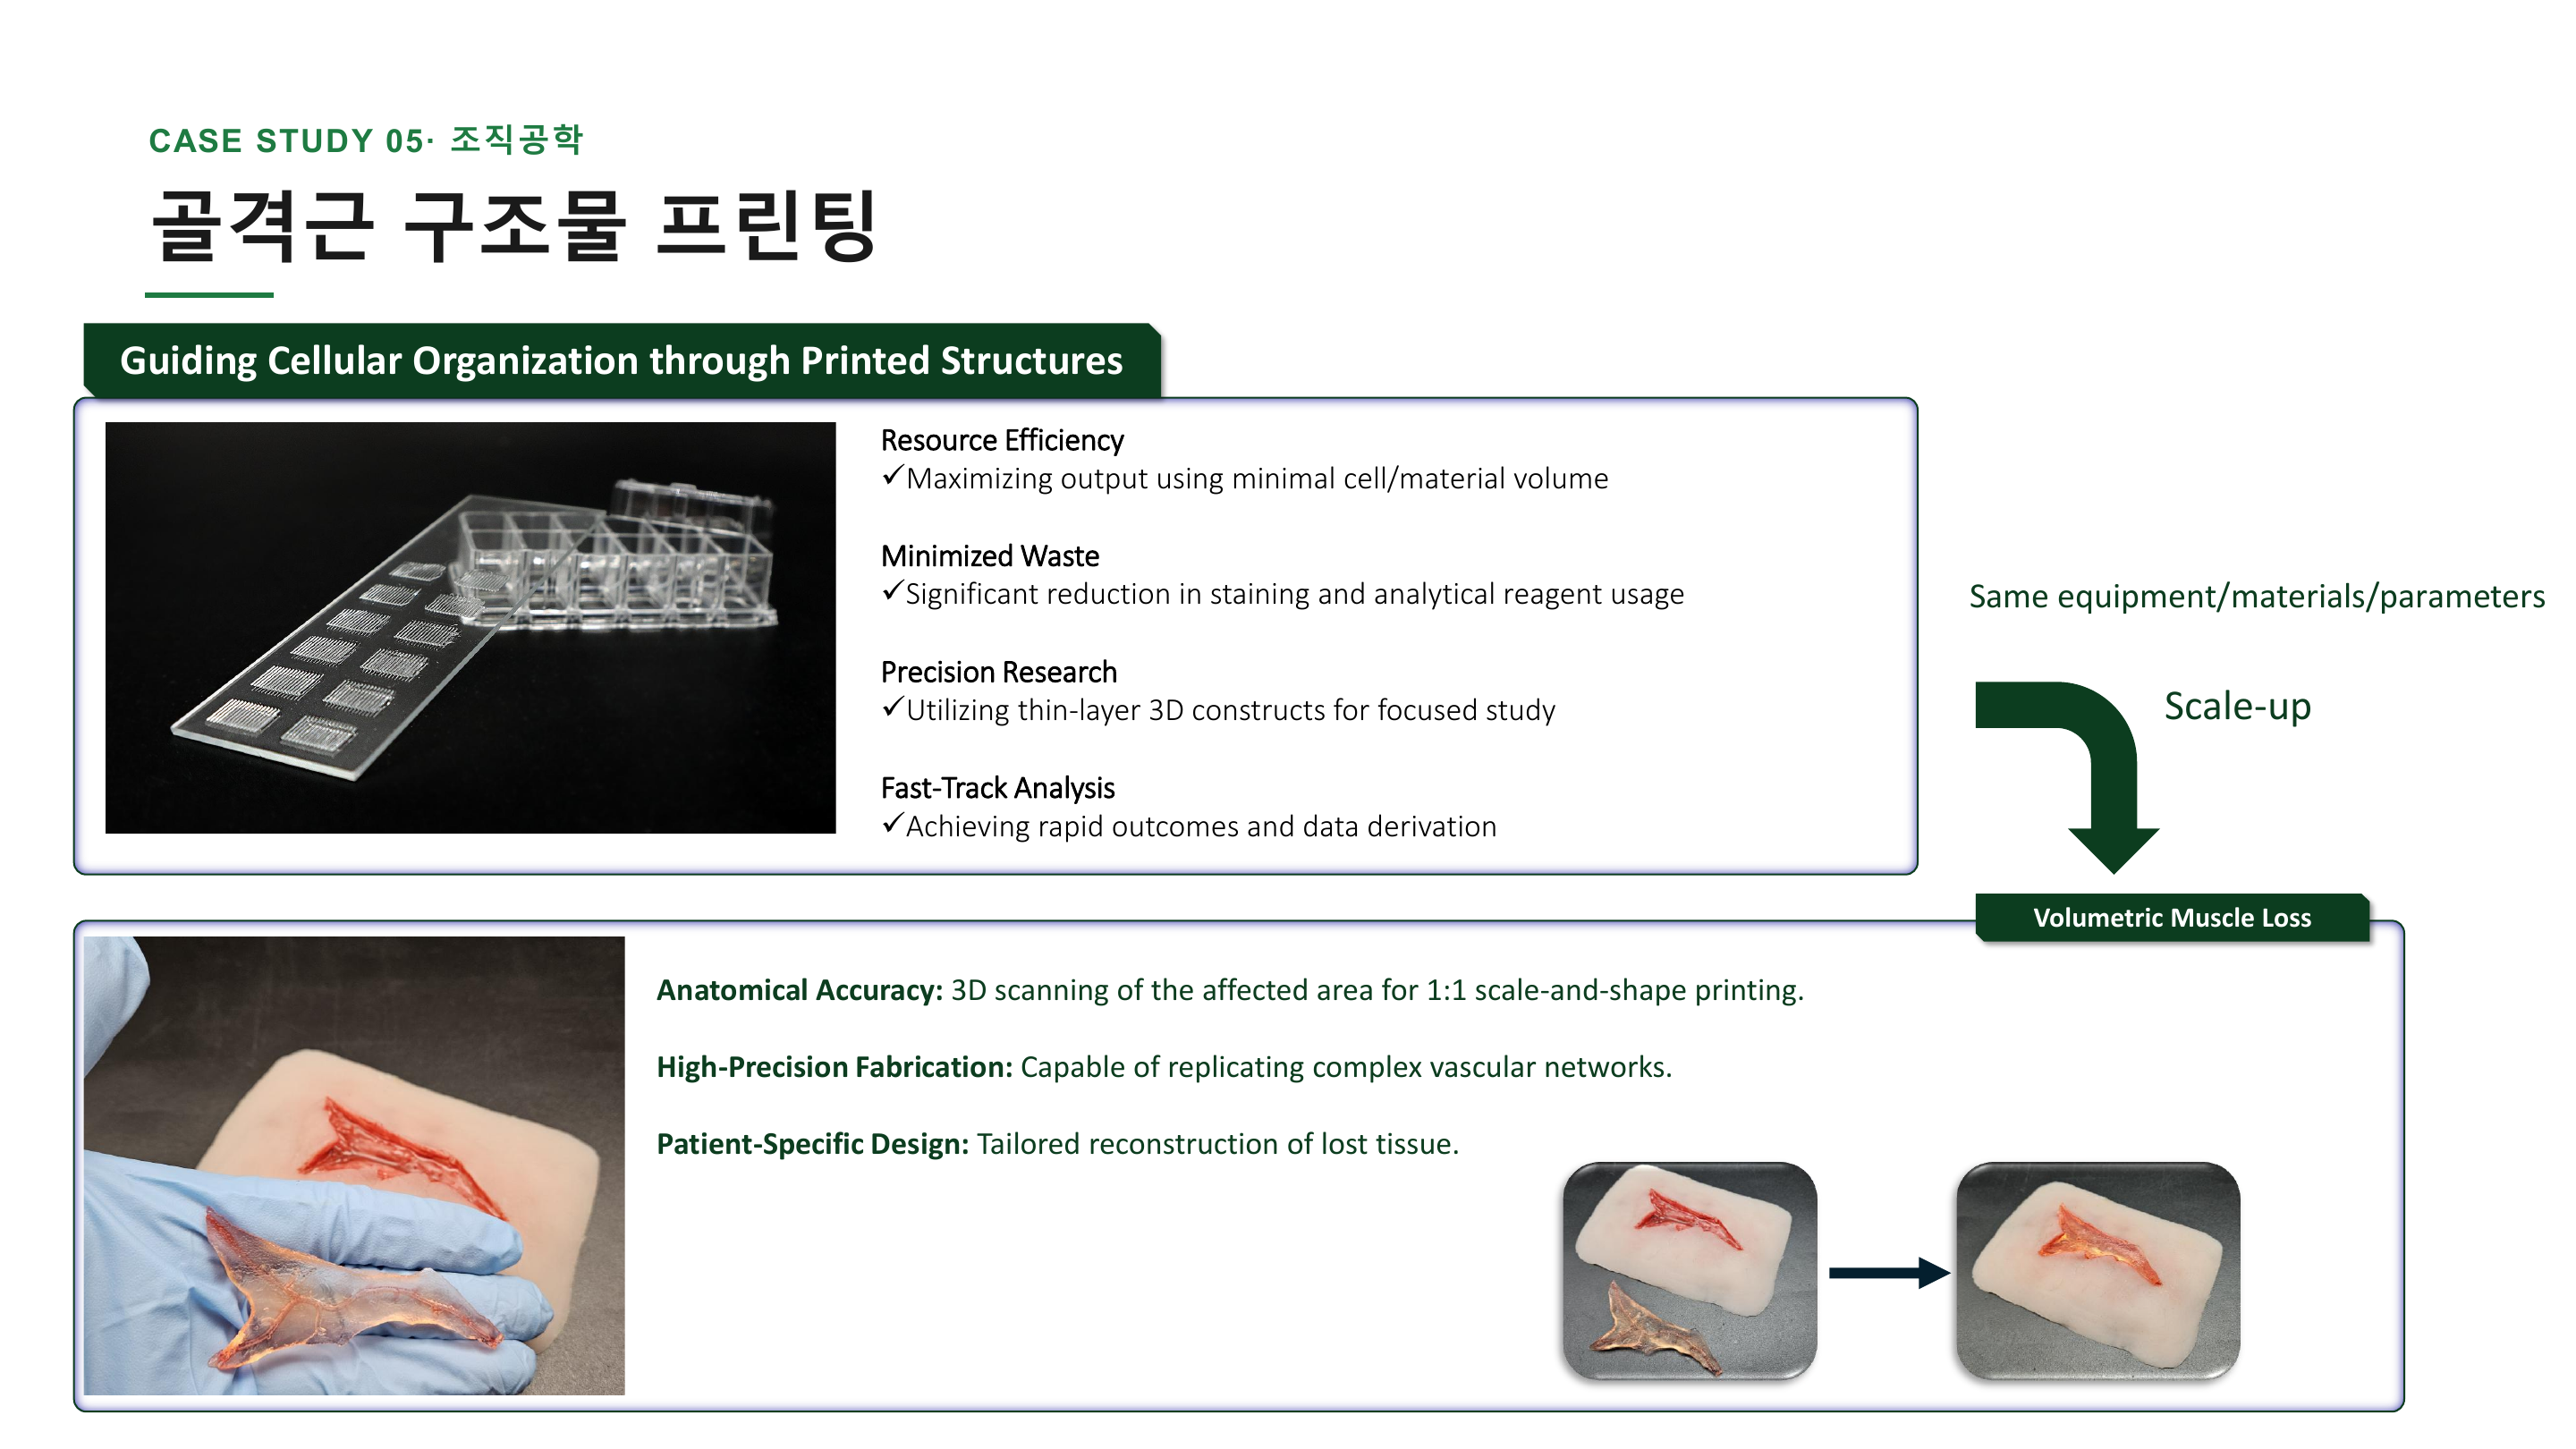 CASE STUDY 05· 조직공학
골격근 구조물 프린팅
Guiding Cellular Organization through Printed Structures
Resource Efficiency
✓Maximizing output using minimal cell/material volume
Minimized Waste
✓Significant reduction in staining and analytical reagent usage
Precision Research
✓Utilizing thin-layer 3D constructs for focused study
Fast-Track Analysis
✓Achieving rapid outcomes and data derivation
Same equipment/materials/parameters
Scale-up
Volumetric Muscle Loss
Anatomical Accuracy: 3D scanning of the affected area for 1:1 scale-and-shape printing.
High-Precision Fabrication: Capable of replicating complex vascular networks.
Patient-Specific Design: Tailored reconstruction of lost tissue.